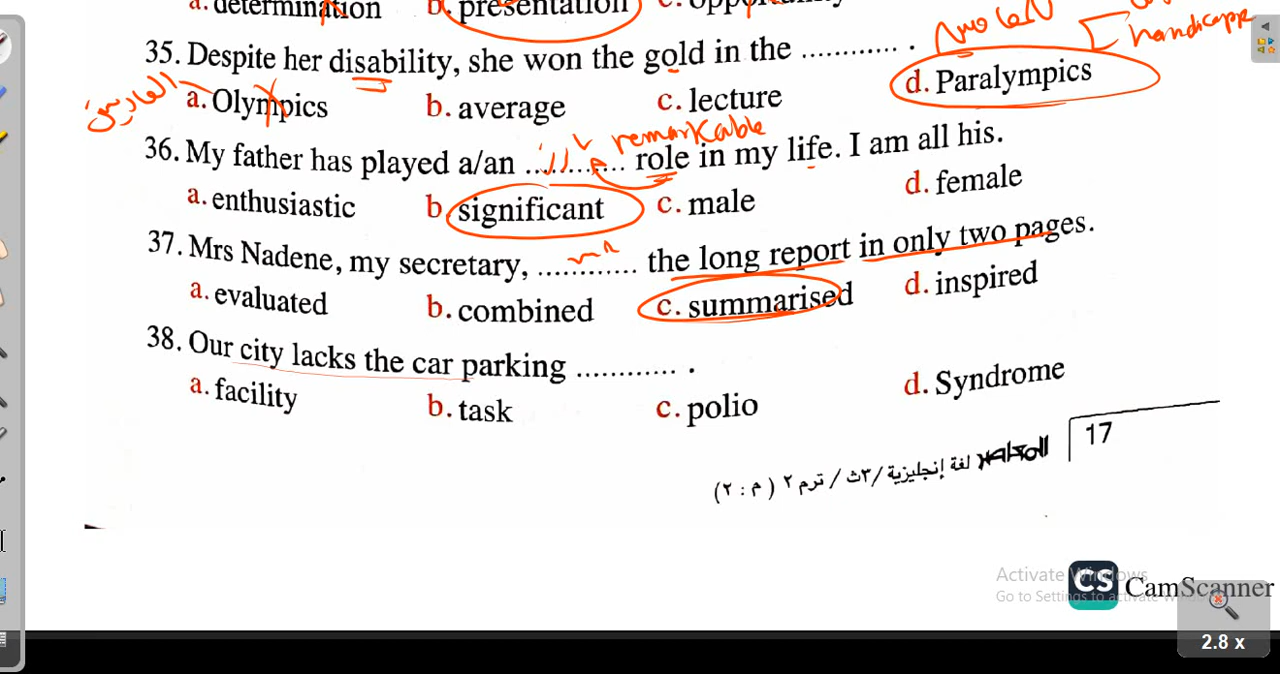 a. determination b. presentation c. opportunity
35. Despite her disability, she won the gold in the ............ .
handicappe
a. Olympics b. average c. lecture d. Paralympics
remarkable
36. My father has played a/an ............ role in my life. I am all his.
a. enthusiastic b. significant c. male d. female
37. Mrs Nadene, my secretary, ............ the long report in only two pages.
a. evaluated b. combined c. summarised d. inspired
38. Our city lacks the car parking ............ .
a. facility b. task c. polio d. Syndrome
لغة إنجليزية /٣ث / ترم ٢ (م : ٢) 17
Activate Windows
Go to Settings to activate
CS CamScanner
2.8 x